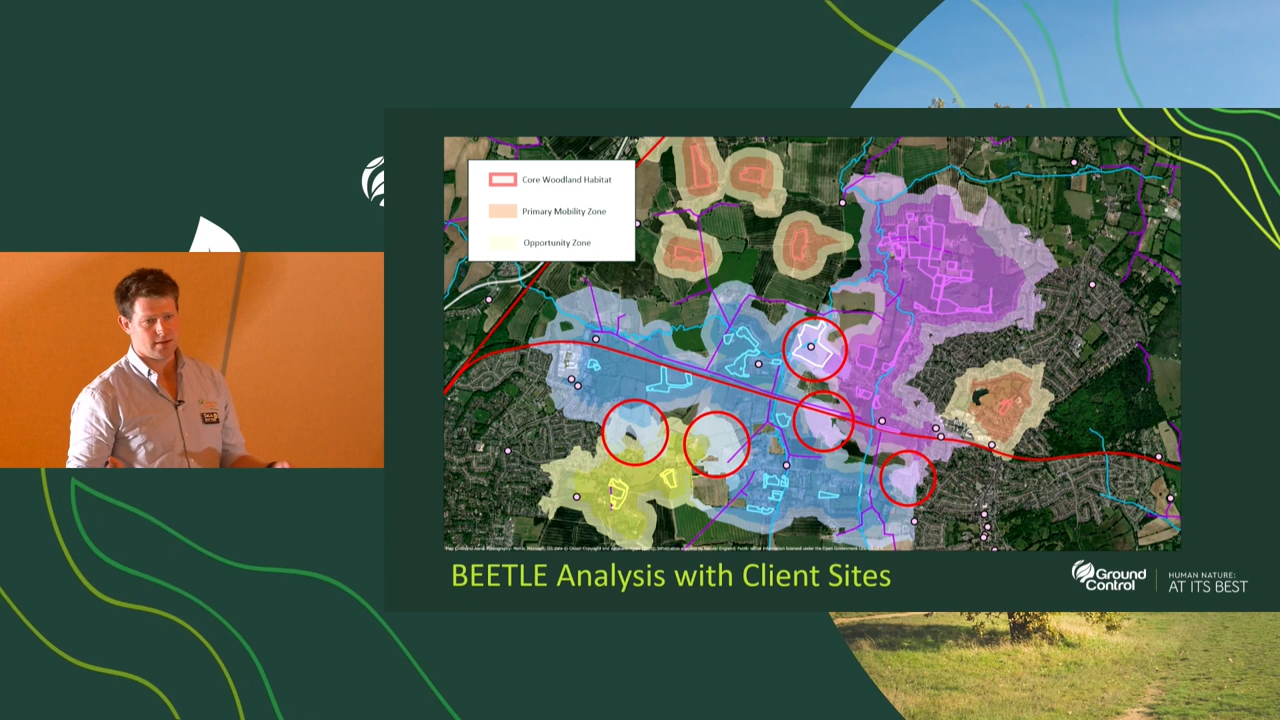 Core Woodland Habitat
Primary Mobility Zone
Opportunity Zone
BEETLE Analysis with Client Sites
Ground
Control
HUMAN NATURE:
AT ITS BEST